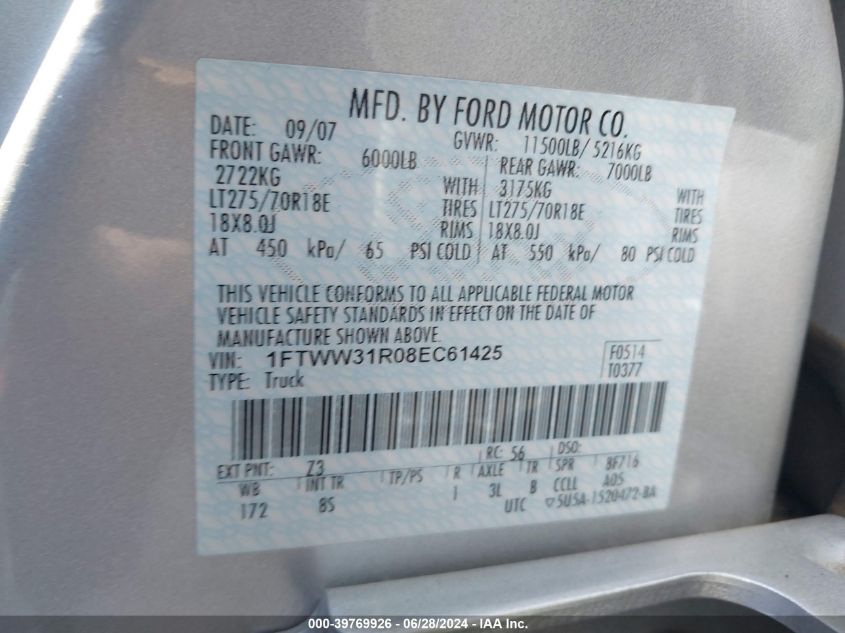 MFD. BY FORD MOTOR CO.
DATE: 09/07 GVWR: 11500LB/ 5216KG
FRONT GAWR: 6000LB REAR GAWR: 7000LB
2722KG WITH 3175KG WITH
LT275/70R18E TIRES LT275/70R18E TIRES
18X8.0J RIMS 18X8.0J RIMS
AT 450 kPa/ 65 PSI COLD AT 550 kPa/ 80 PSI COLD
THIS VEHICLE CONFORMS TO ALL APPLICABLE FEDERAL MOTOR
VEHICLE SAFETY STANDARDS IN EFFECT ON THE DATE OF
MANUFACTURE SHOWN ABOVE.
VIN: 1FTWW31R08EC61425 F0514
TYPE: Truck T0377
EXT PNT: Z3 RC: 56 DSO:
WB INT TR TP/PS R AXLE TR SPR 8F716
172 8S 1 3L B CCLL A05
UTC 5U5A-1520472-BA
000-39769926 - 06/28/2024 - IAA Inc.